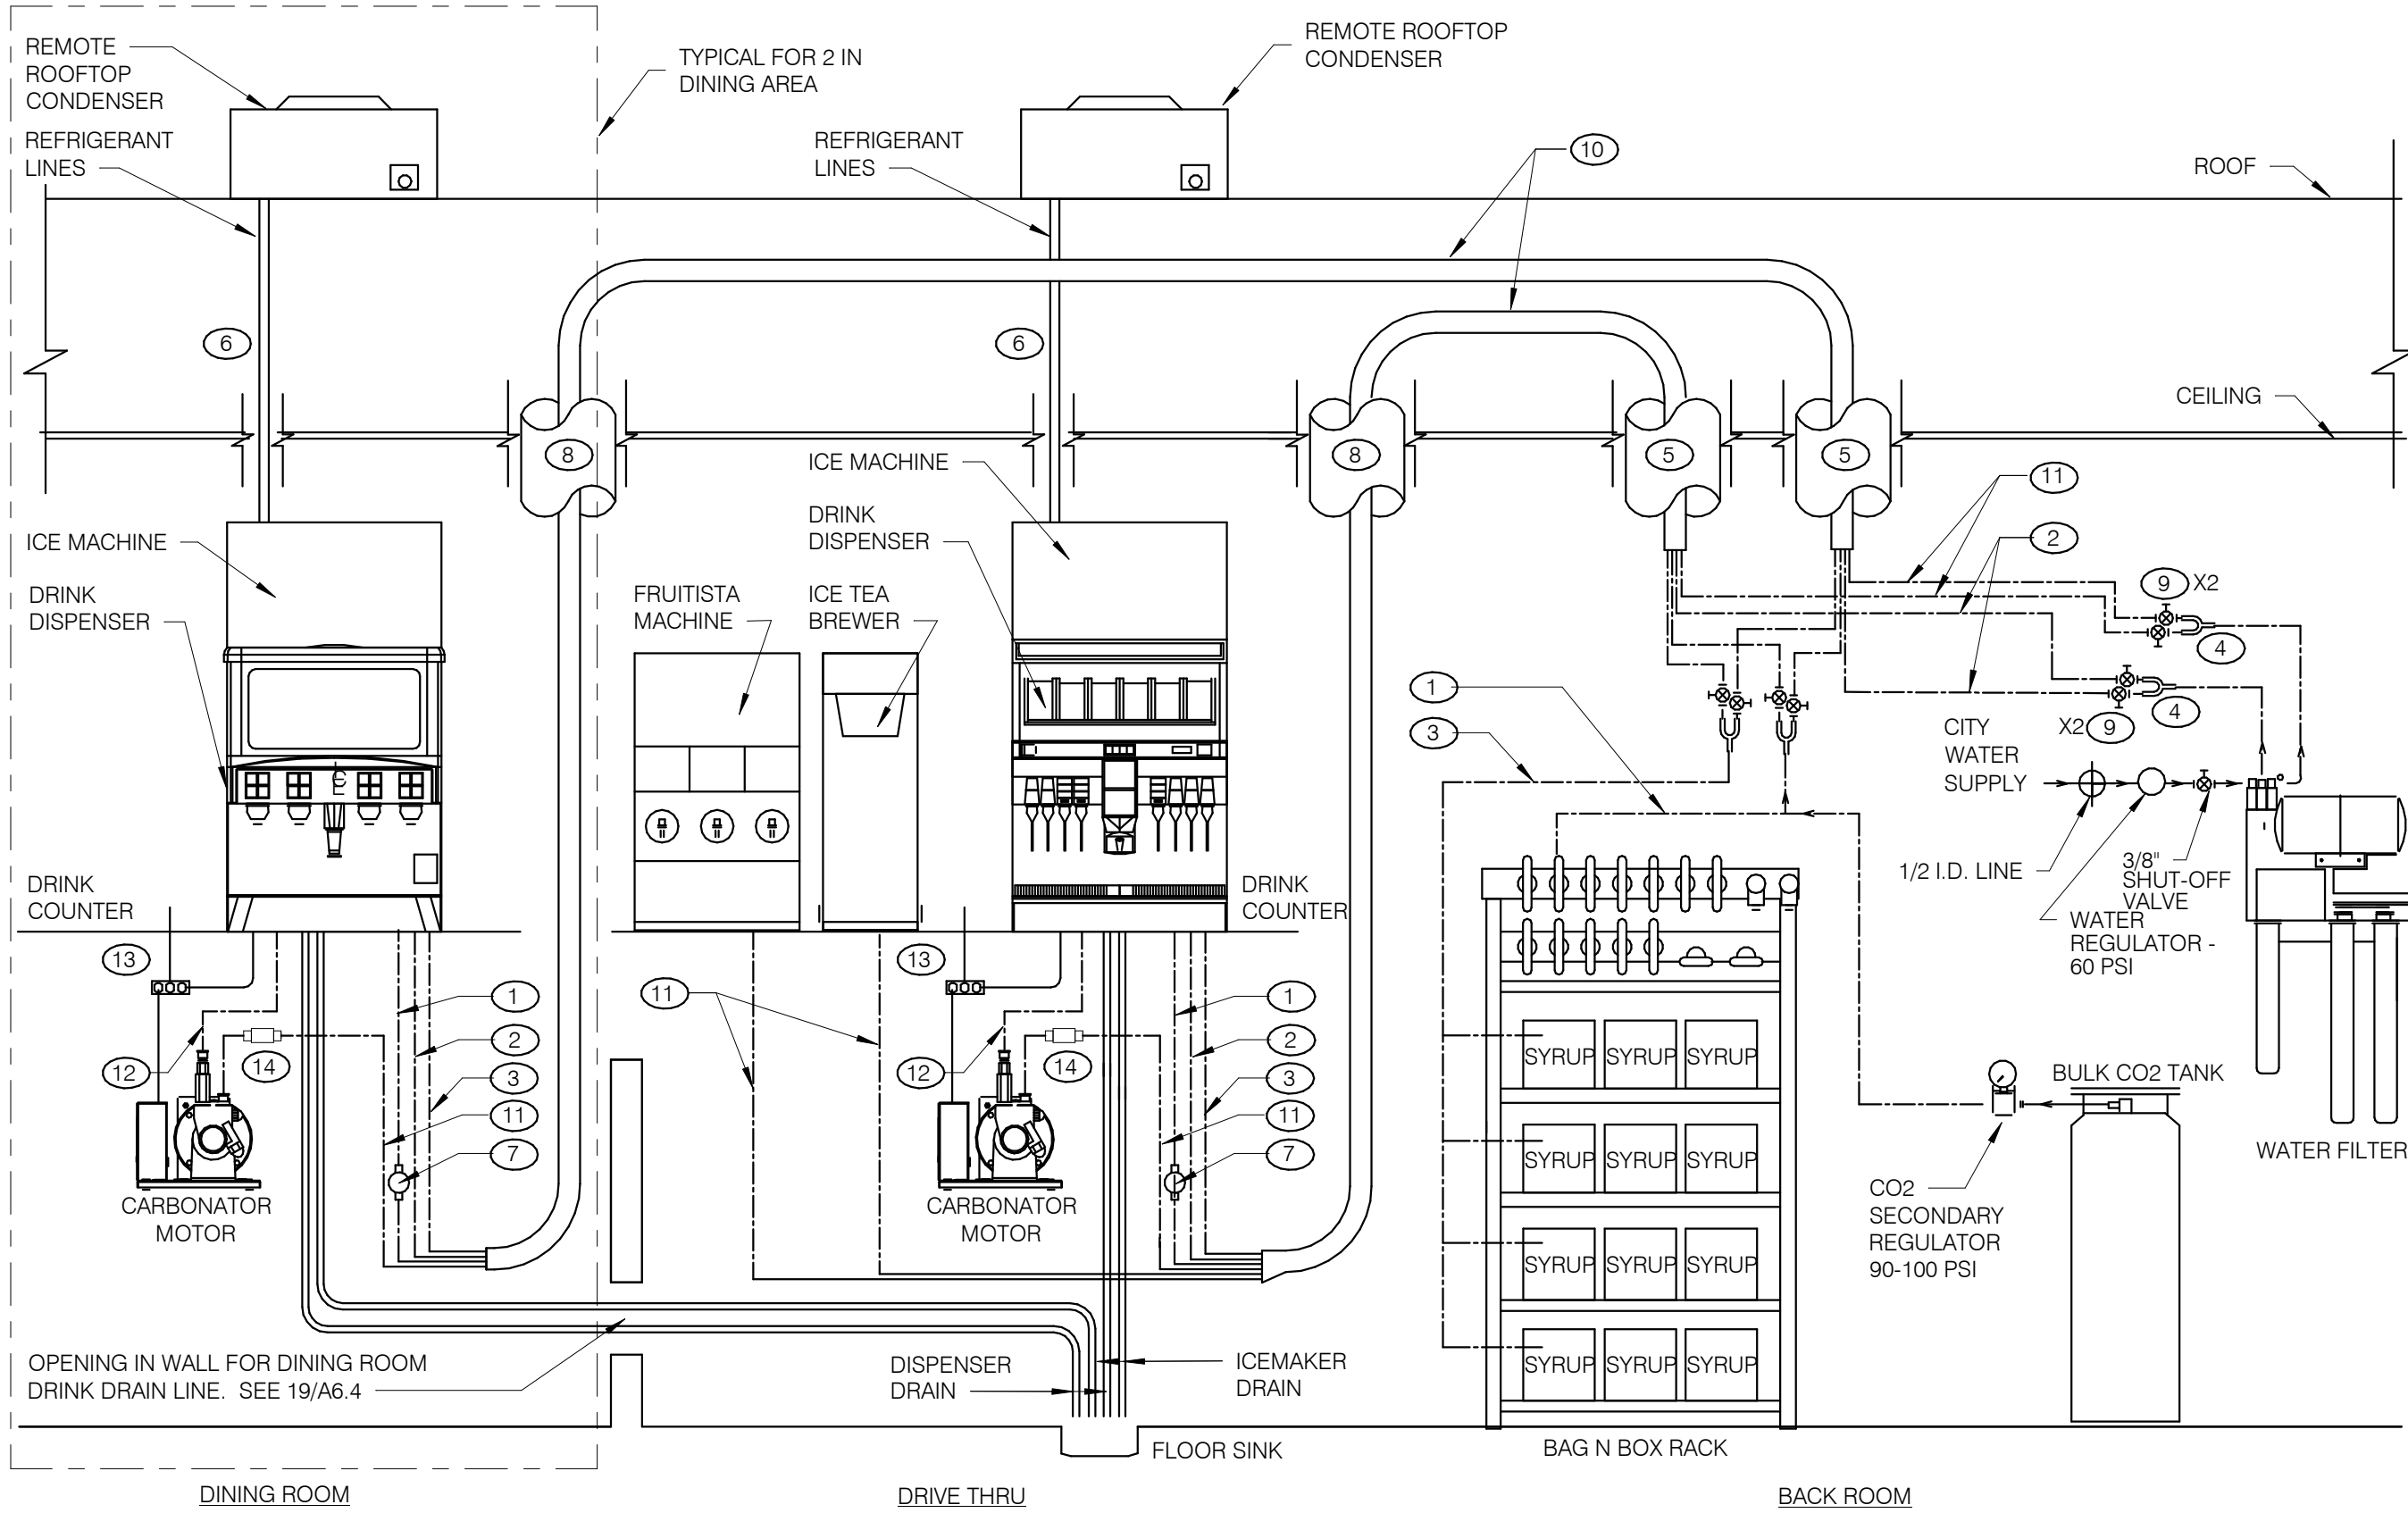 REMOTE
ROOFTOP
CONDENSER
TYPICAL FOR 2 IN
DINING AREA
REMOTE ROOFTOP
CONDENSER
REFRIGERANT
LINES
REFRIGERANT
LINES
10
ROOF
6
6
CEILING
8
8
5
5
11
2
ICE MACHINE
DRINK
DISPENSER
ICE MACHINE
DRINK
DISPENSER
FRUITISTA
MACHINE
ICE TEA
BREWER
9 X2
4
4
X2 9
1
3
CITY
WATER
SUPPLY
1/2 I.D. LINE
3/8"
SHUT-OFF
VALVE
WATER
REGULATOR -
60 PSI
ICE
DRINK
COUNTER
DRINK
COUNTER
13
13
11
1
2
3
11
7
1
2
3
11
7
12
14
12
14
CARBONATOR
MOTOR
CARBONATOR
MOTOR
SYRUP SYRUP SYRUP
SYRUP SYRUP SYRUP
SYRUP SYRUP SYRUP
SYRUP SYRUP SYRUP
BULK CO2 TANK
WATER FILTER
CO2
SECONDARY
REGULATOR
90-100 PSI
OPENING IN WALL FOR DINING ROOM
DRINK DRAIN LINE. SEE 19/A6.4
DISPENSER
DRAIN
ICEMAKER
DRAIN
FLOOR SINK
BAG N BOX RACK
DINING ROOM
DRIVE THRU
BACK ROOM